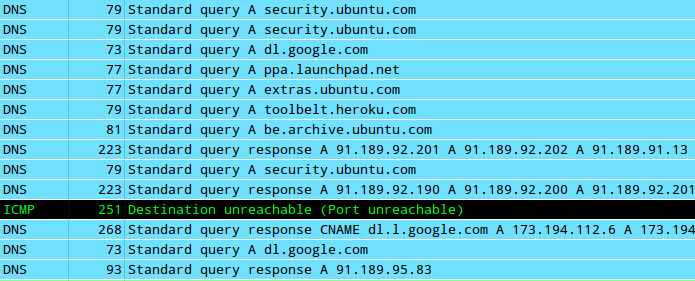 DNS 79 Standard query A security.ubuntu.com
DNS 79 Standard query A security.ubuntu.com
DNS 73 Standard query A dl.google.com
DNS 77 Standard query A ppa.launchpad.net
DNS 77 Standard query A extras.ubuntu.com
DNS 79 Standard query A toolbelt.heroku.com
DNS 81 Standard query A be.archive.ubuntu.com
DNS 223 Standard query response A 91.189.92.201 A 91.189.92.202 A 91.189.91.13
DNS 79 Standard query A security.ubuntu.com
DNS 223 Standard query response A 91.189.92.190 A 91.189.92.200 A 91.189.92.201
ICMP 251 Destination unreachable (Port unreachable)
DNS 268 Standard query response CNAME dl.l.google.com A 173.194.112.6 A 173.194
DNS 73 Standard query A dl.google.com
DNS 93 Standard query response A 91.189.95.83